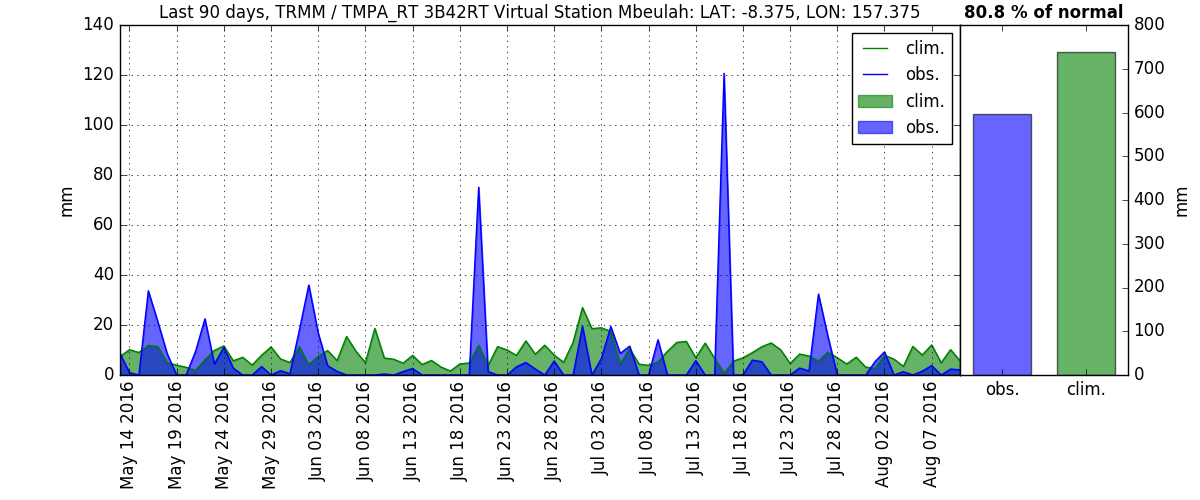 Last 90 days, TRMM / TMPA_RT 3B42RT Virtual Station Mbeulah: LAT: -8.375, LON: 157.375
80.8 % of normal
140
120
100
80
60
40
20
0
mm
clim.
obs.
clim.
obs.
May 14 2016
May 19 2016
May 24 2016
May 29 2016
Jun 03 2016
Jun 08 2016
Jun 13 2016
Jun 18 2016
Jun 23 2016
Jun 28 2016
Jul 03 2016
Jul 08 2016
Jul 13 2016
Jul 18 2016
Jul 23 2016
Jul 28 2016
Aug 02 2016
Aug 07 2016
800
700
600
500
400
300
200
100
0
mm
obs.
clim.